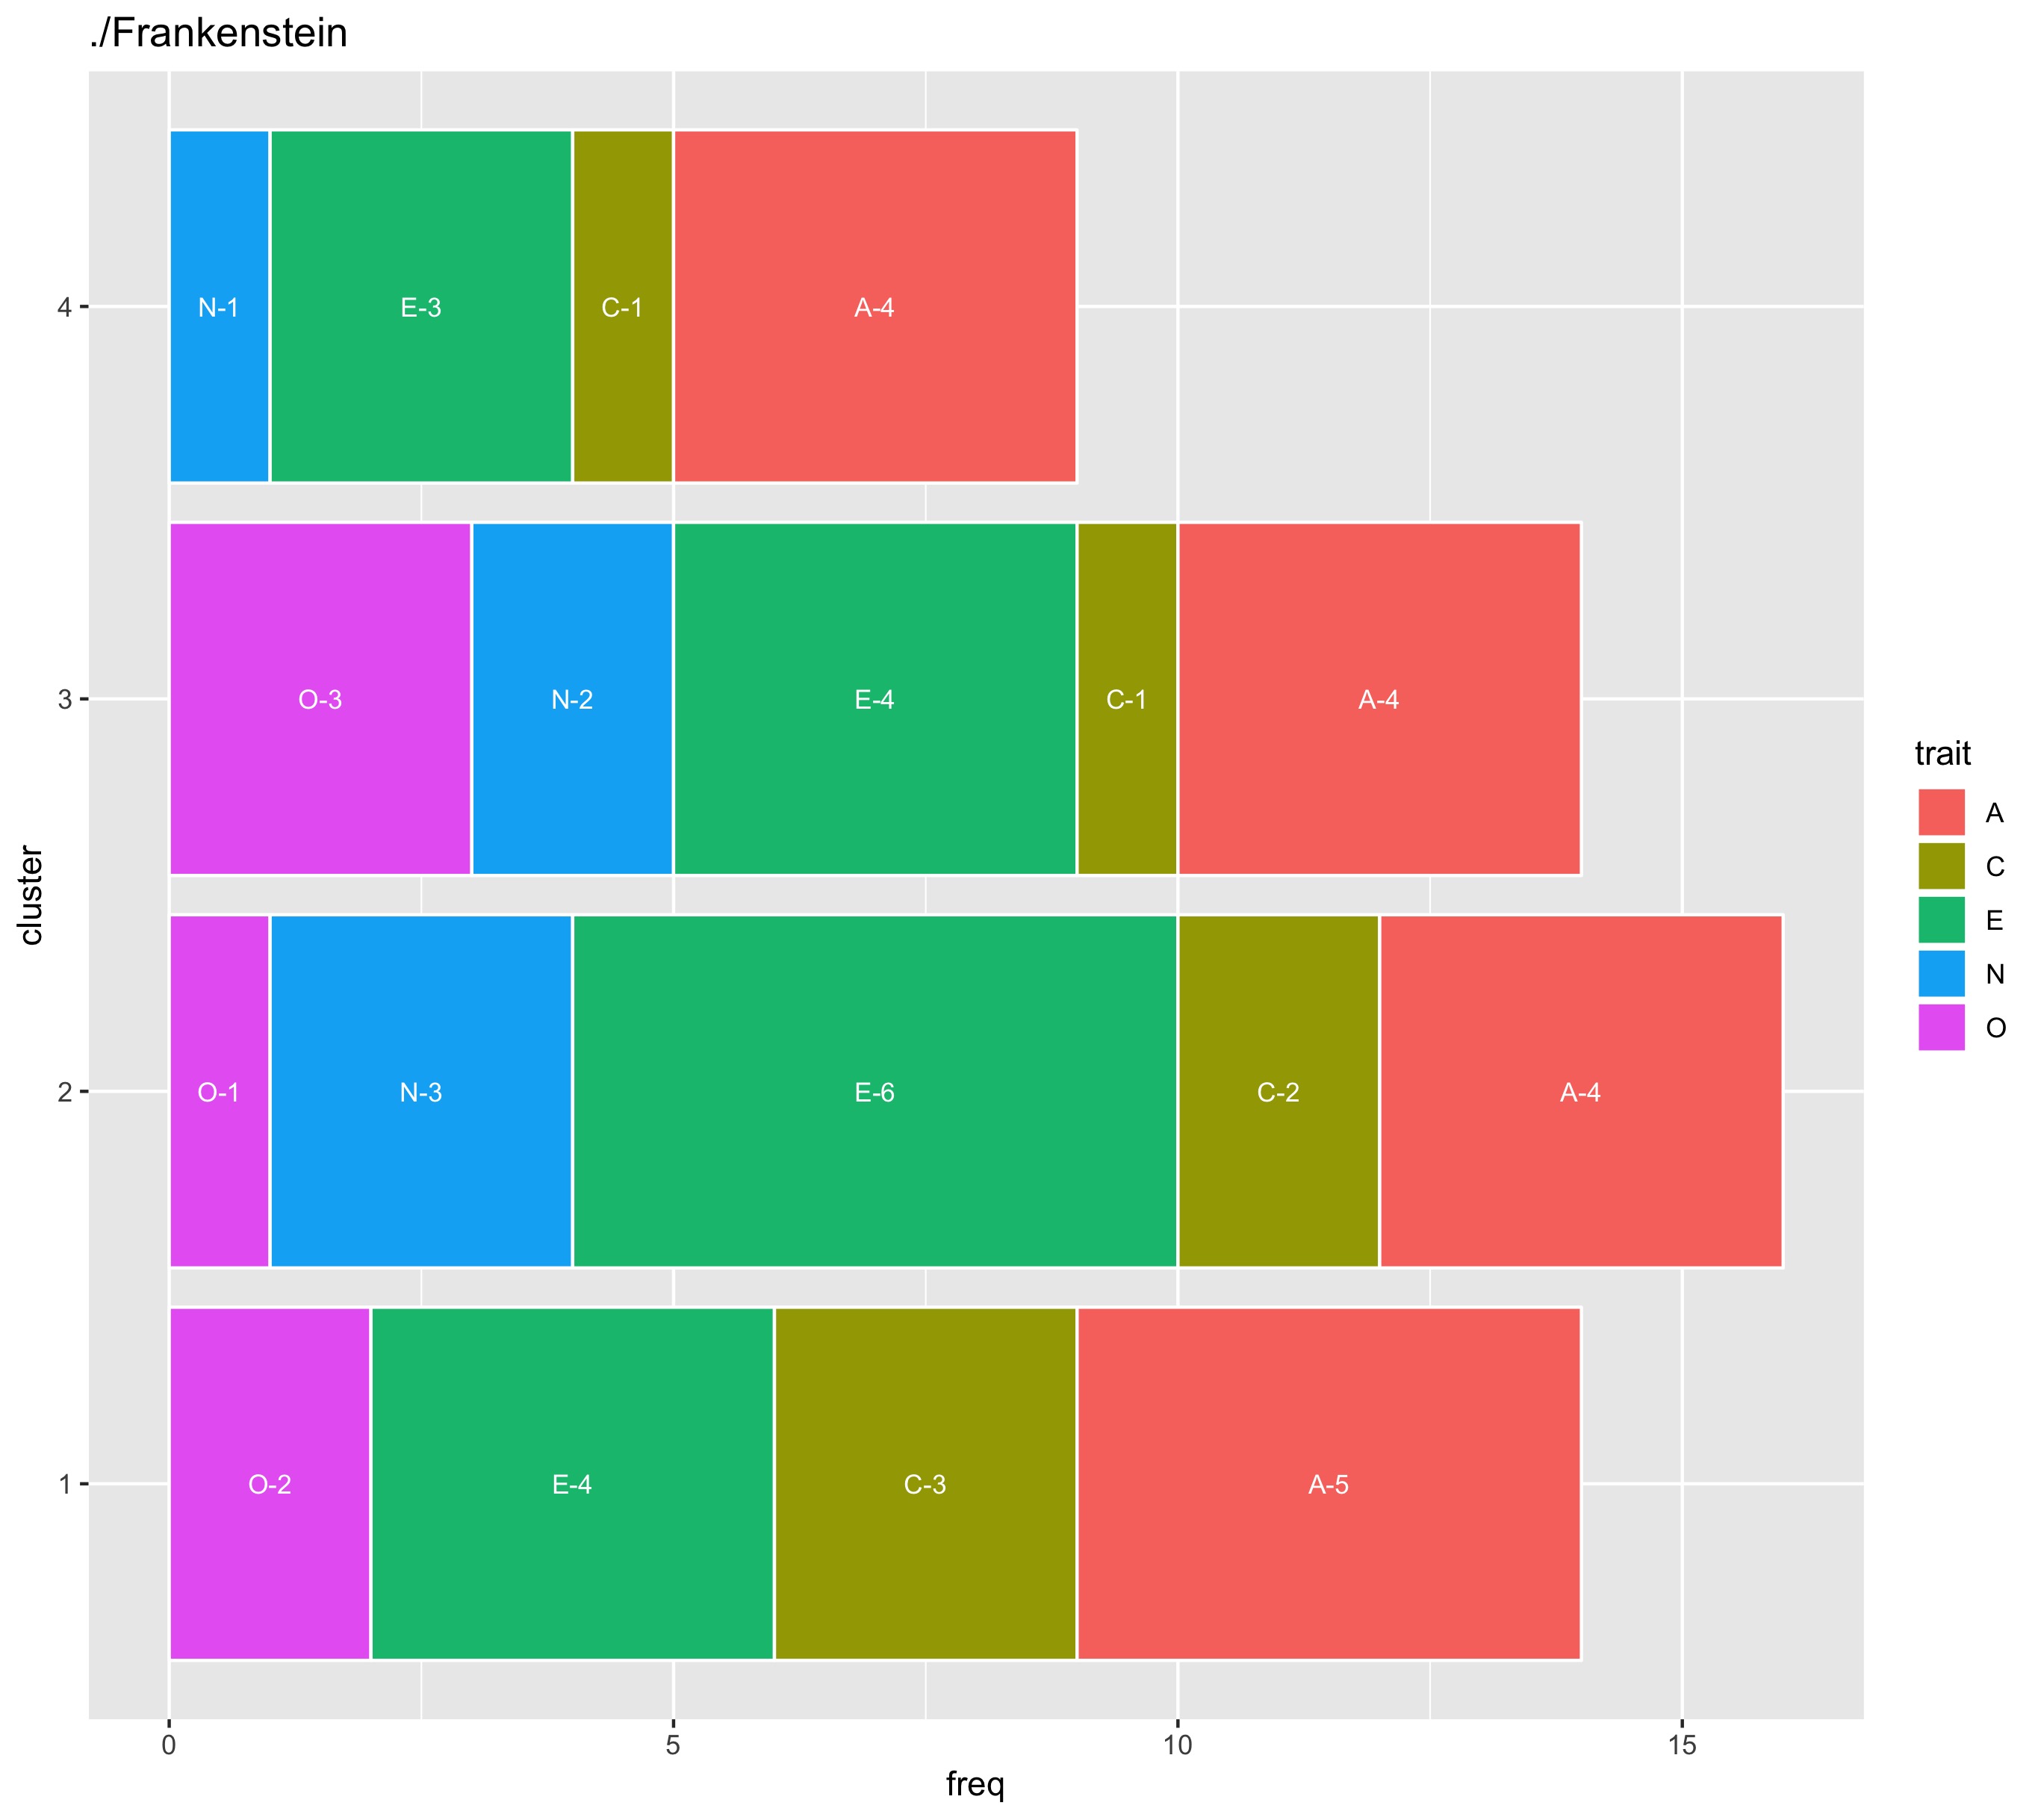 ./Frankenstein
4
N-1 E-3 C-1 A-4
3
O-3 N-2 E-4 C-1 A-4
2
O-1 N-3 E-6 C-2 A-4
1
O-2 E-4 C-3 A-5
cluster
0 5 10 15
freq
trait
A
C
E
N
O